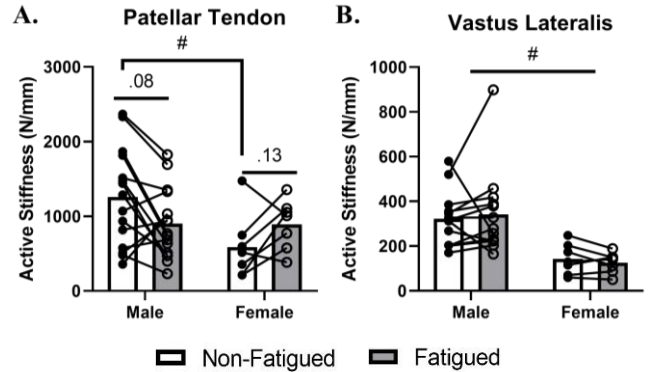 A.
Patellar Tendon
#
Active Stiffness (N/mm)
3000
2000
1000
0
.08
.13
Male
Female
B.
Vastus Lateralis
#
Active Stiffness (N/mm)
1000
800
600
400
200
0
Male
Female
Non-Fatigued
Fatigued